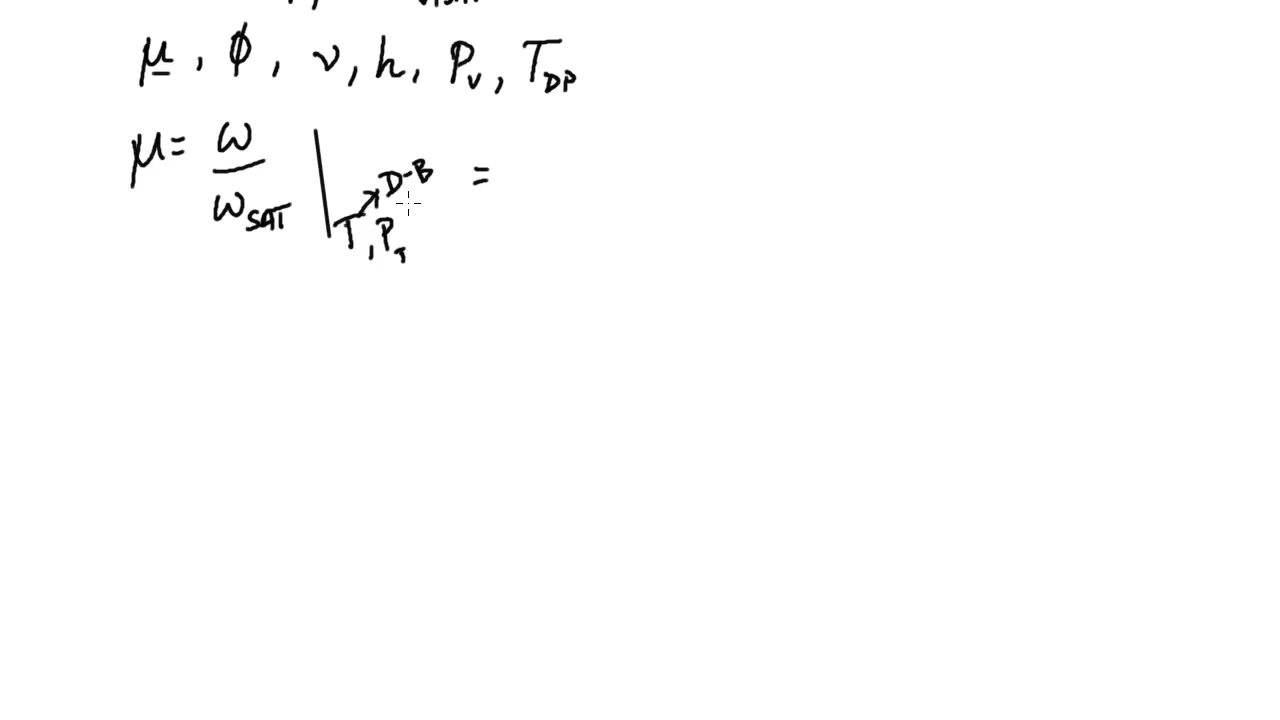 μ, ϕ, ν, h, P_v, T_DP
μ = ω / ω_SAT | T, P_T → D-B =